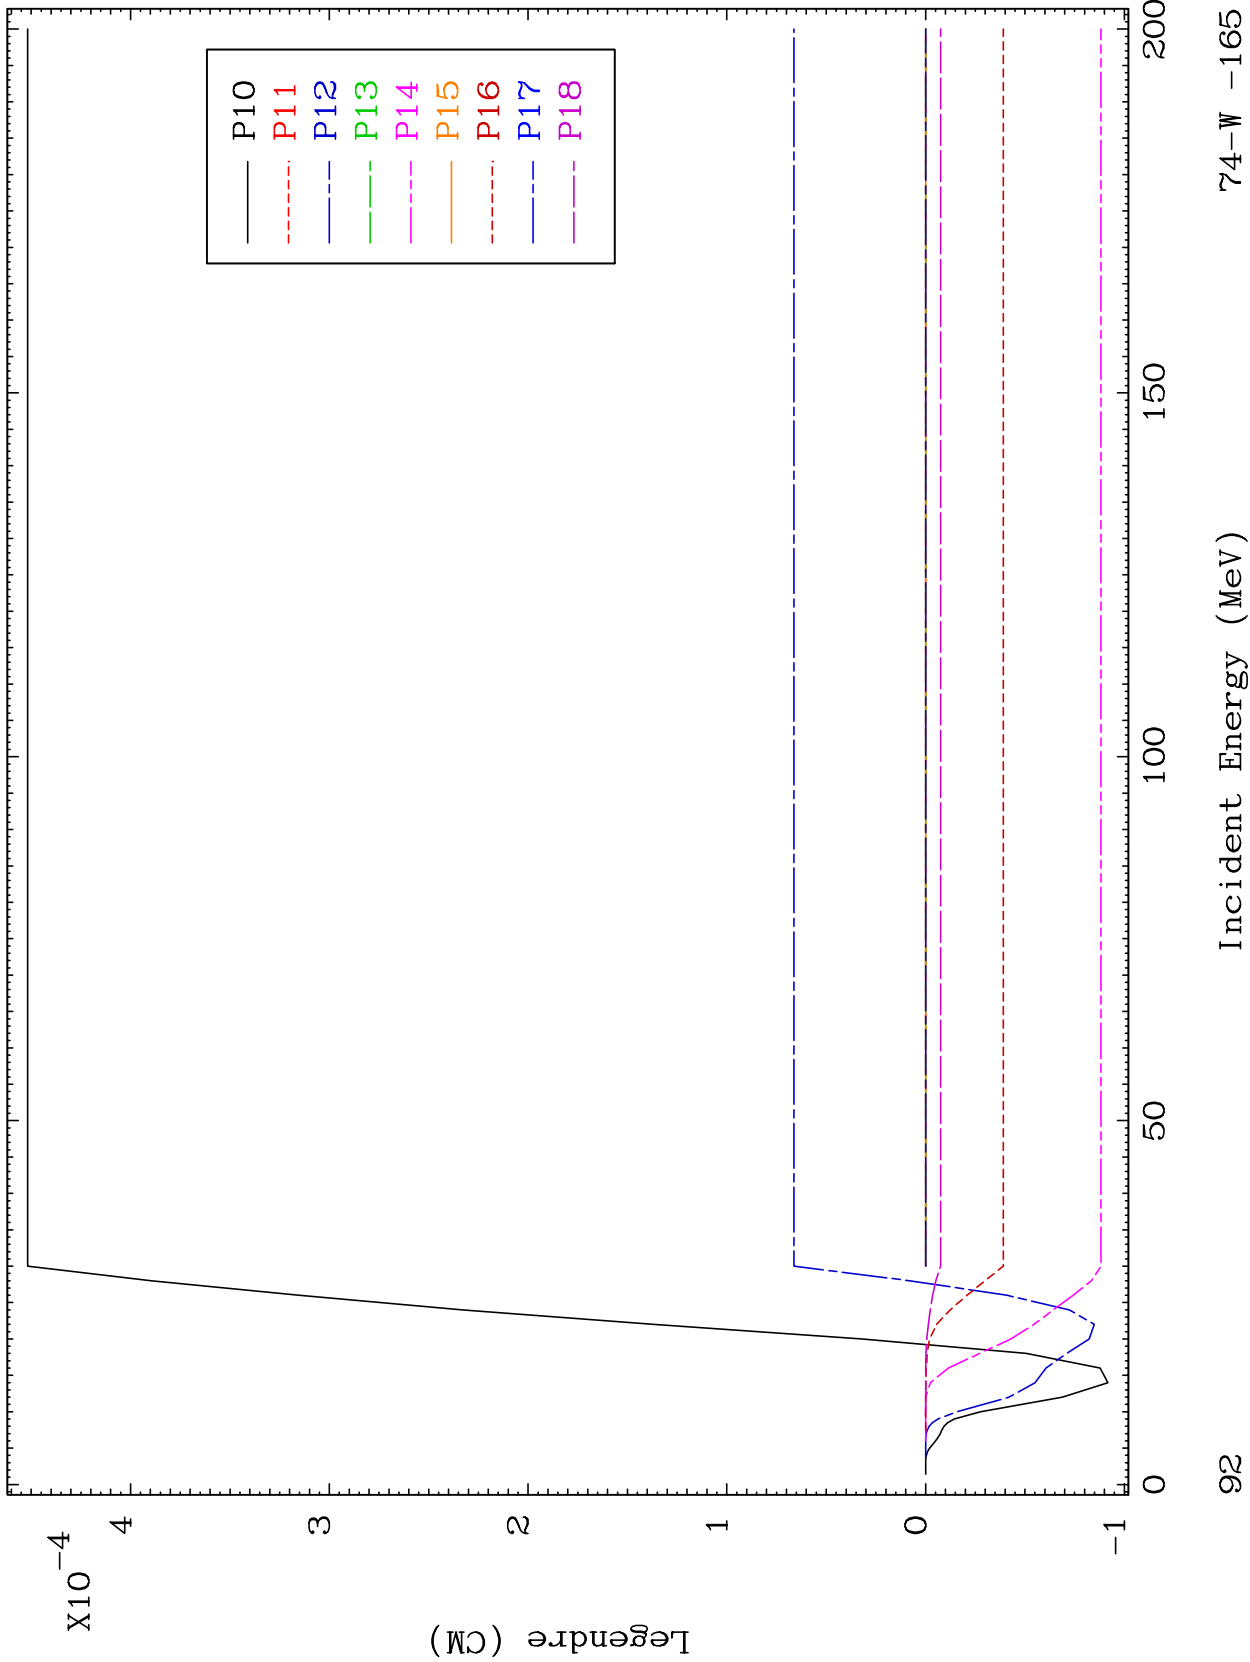 X10-4
Legendre (CM)
4
3
2
1
0
-1
P10
P11
P12
P13
P14
P15
P16
P17
P18
0
50
100
150
200
92
Incident Energy (MeV)
74-W -165